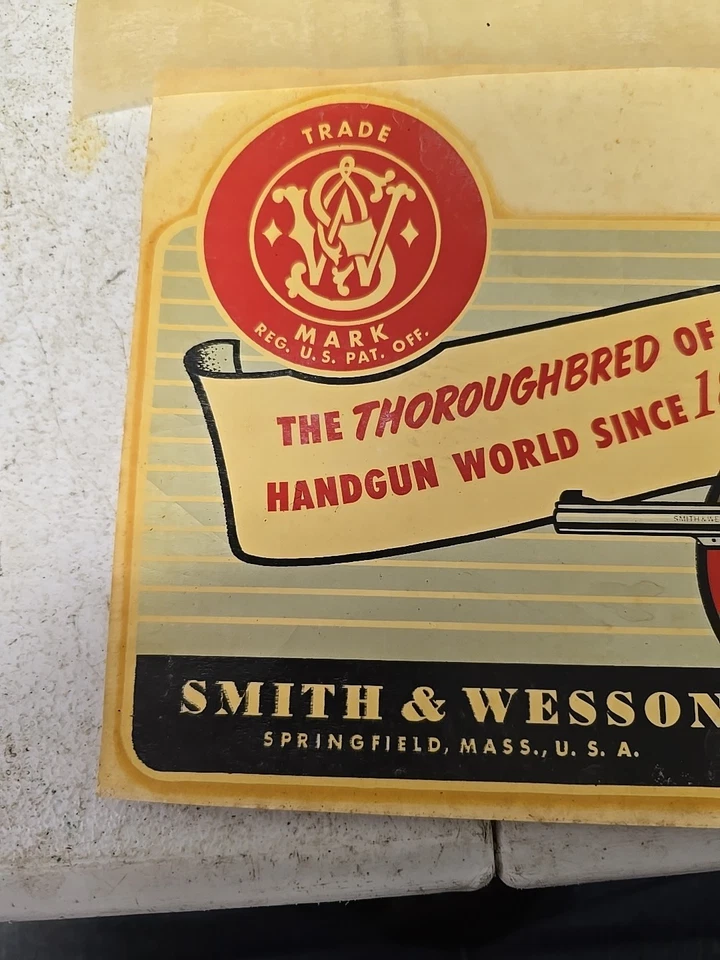 TRADE
MARK
REG. U.S. PAT. OFF.
THE THOROUGHBRED OF
HANDGUN WORLD SINCE
SMITH & WESSON
SPRINGFIELD, MASS., U. S. A.